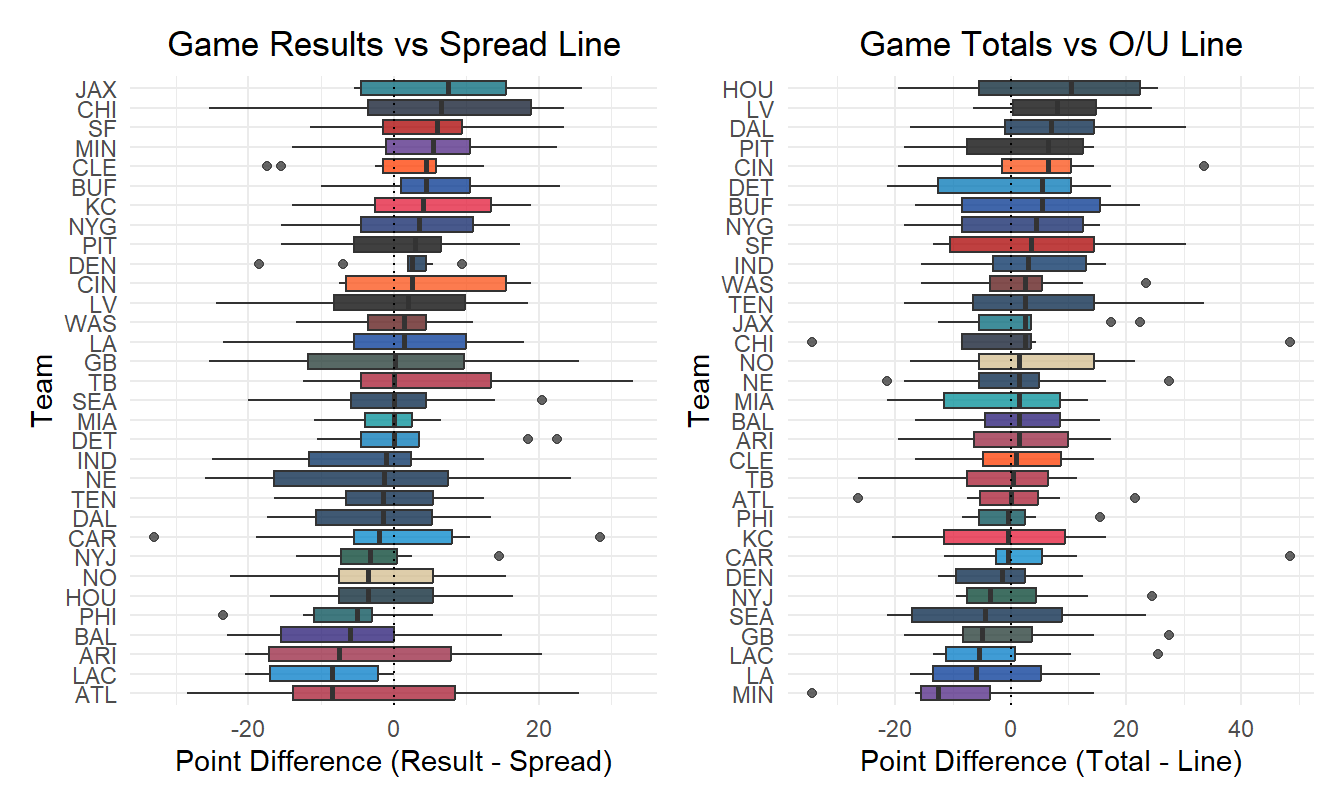 Game Results vs Spread Line
Team
JAX
CHI
SF
MIN
CLE
BUF
KC
NYG
PIT
DEN
CIN
LV
WAS
LA
GB
TB
SEA
MIA
DET
IND
NE
TEN
DAL
CAR
NYJ
NO
HOU
PHI
BAL
ARI
LAC
ATL
-20 0 20
Point Difference (Result - Spread)
Game Totals vs O/U Line
Team
HOU
LV
DAL
PIT
CIN
DET
BUF
NYG
SF
IND
WAS
TEN
JAX
CHI
NO
NE
MIA
BAL
ARI
CLE
TB
ATL
PHI
KC
CAR
DEN
NYJ
SEA
GB
LAC
LA
MIN
-20 0 20 40
Point Difference (Total - Line)